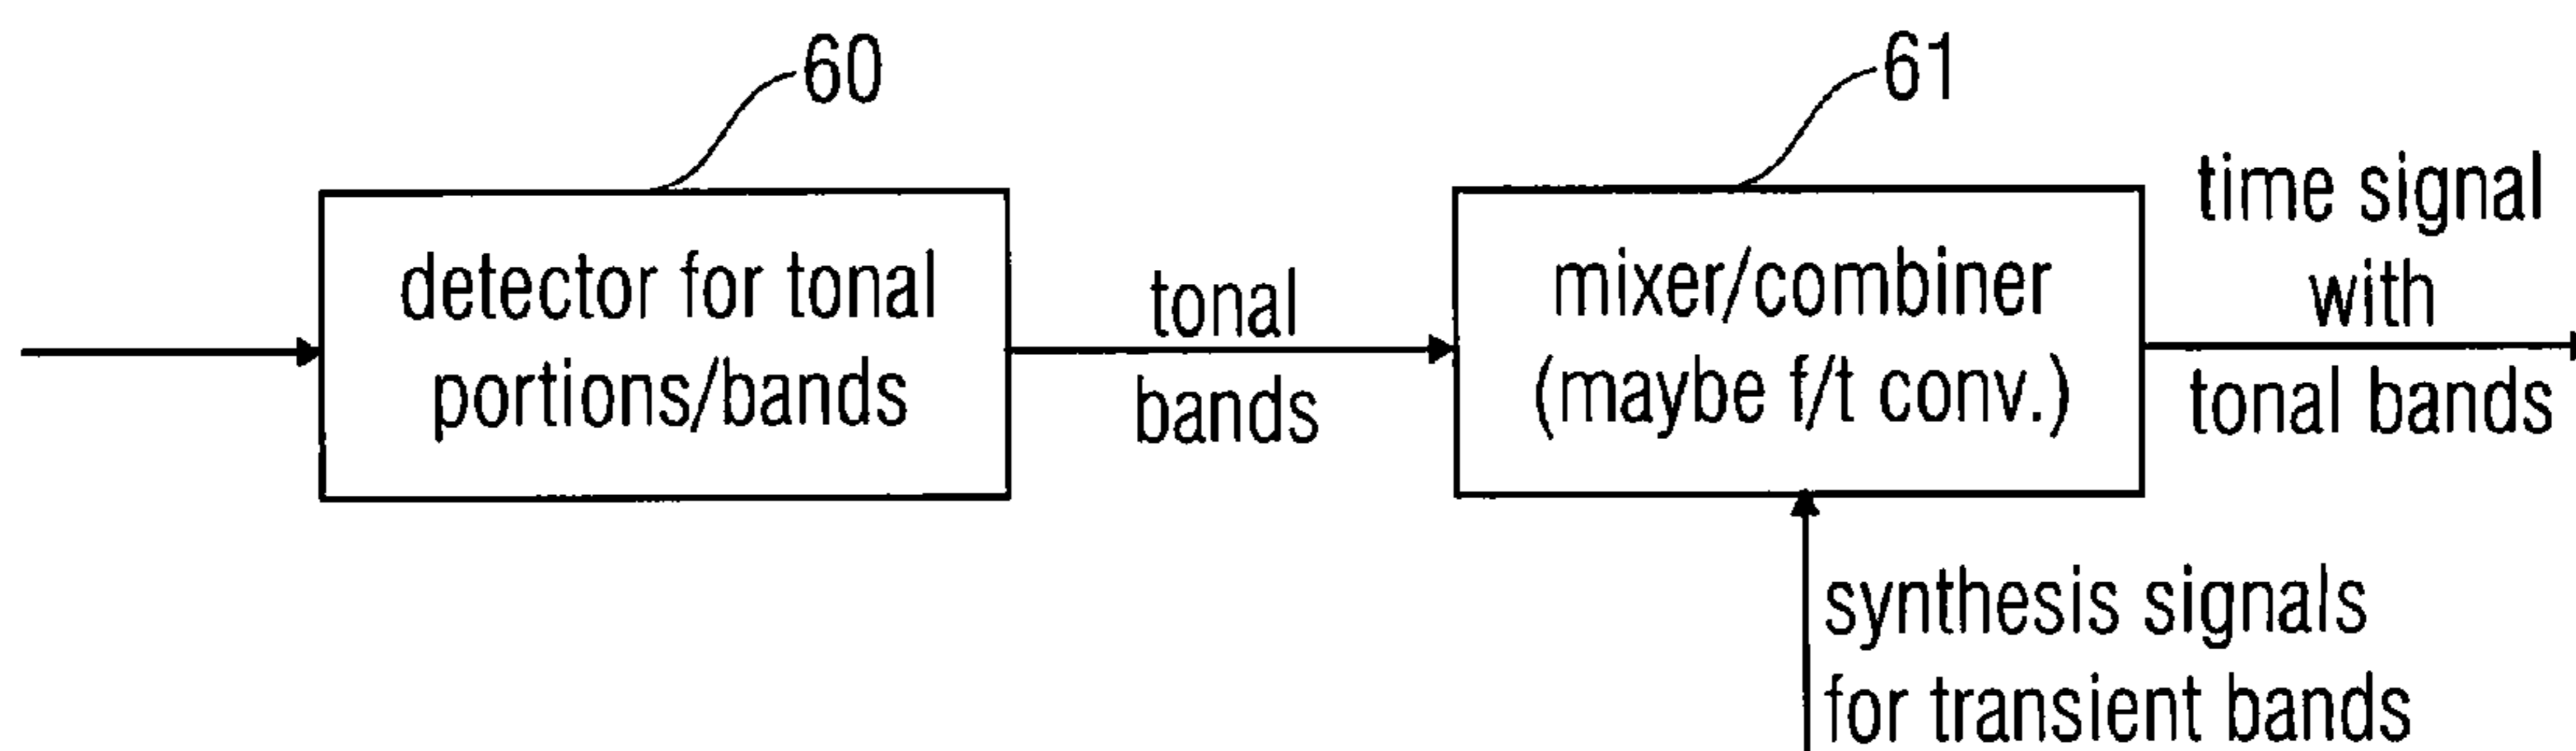 60
61
detector for tonal
portions/bands
tonal
bands
mixer/combiner
(maybe f/t conv.)
time signal
with
tonal bands
synthesis signals
for transient bands